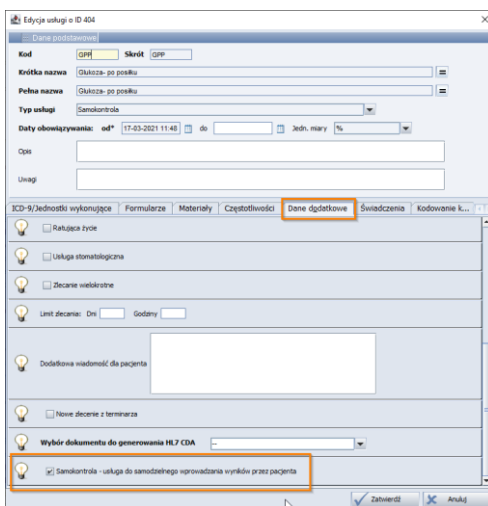 Edycja usługi o ID 404
Dane podstawowe
Kod GPP Skrót GPP
Krótka nazwa Glukoza- po posiłku
Pełna nazwa Glukoza- po posiłku
Typ usługi Samokontrola
Daty obowiązywania: od* 17-03-2021 11:48 do Jedn. miary %
Opis
Uwagi
ICD-9/Jednostki wykonujące Formularze Materiały Częstotliwości Dane dodatkowe Świadczenia Kodowanie k...
Ratująca życie
Usługa stomatologiczna
Zlecanie wielokrotne
Limit zlecania: Dni Godziny
Dodatkowa wiadomość dla pacjenta
Nowe zlecenie z terminarza
Wybór dokumentu do generowania HL7 CDA --
Samokontrola - usługa do samodzielnego wprowadzania wyników przez pacjenta
Zatwierdź Anuluj